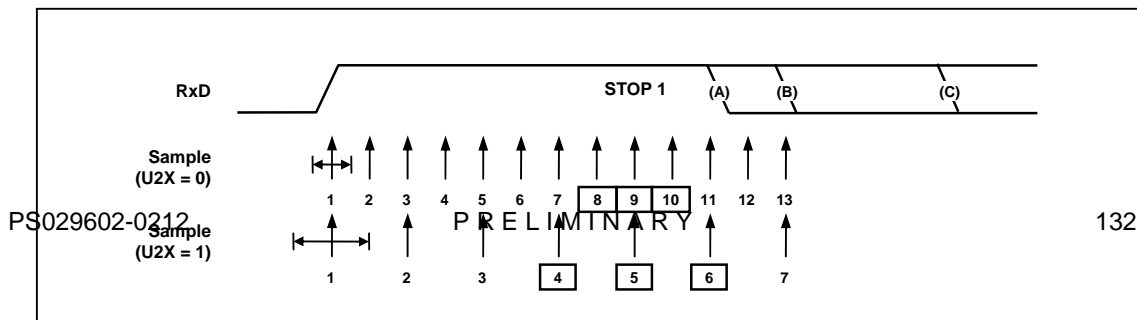 RxD STOP 1 (A) (B) (C)
Sample
(U2X = 0)
1 2 3 4 5 6 7 8 9 10 11 12 13
PS029602-0212 PRELIMINARY 132
Sample
(U2X = 1)
1 2 3 4 5 6 7